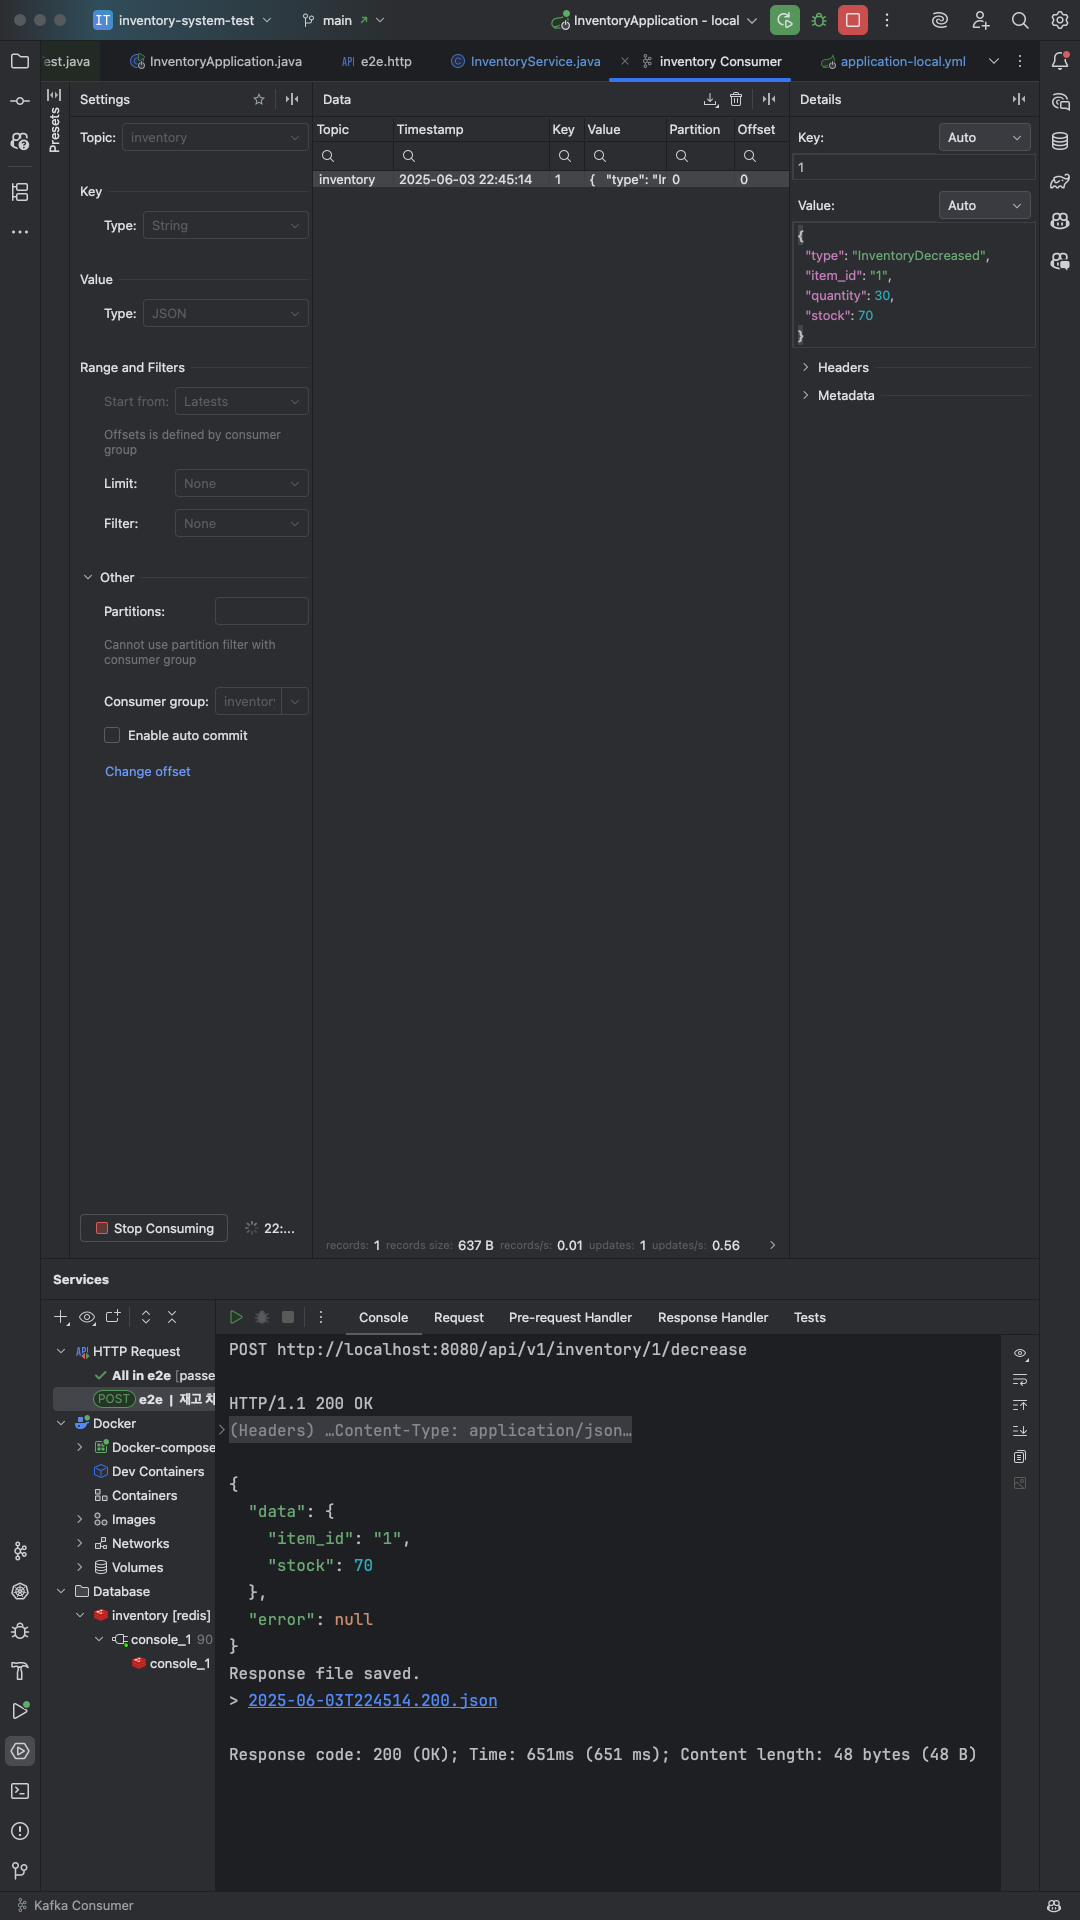 IT inventory-system-test main InventoryApplication - local
est.java InventoryApplication.java API e2e.http InventoryService.java inventory Consumer application-local.yml
Presets
Settings
Topic: inventory
Key
Type: String
Value
Type: JSON
Range and Filters
Start from: Latests
Offsets is defined by consumer
group
Limit: None
Filter: None
Other
Partitions:
Cannot use partition filter with
consumer group
Consumer group: inventor
Enable auto commit
Change offset
Stop Consuming 22:...
Data
Topic Timestamp Key Value Partition Offset
inventory 2025-06-03 22:45:14 1 { "type": "Ir 0 0
records: 1 records size: 637 B records/s: 0.01 updates: 1 updates/s: 0.56
Details
Key: Auto
1
Value: Auto
{
"type": "InventoryDecreased",
"item_id": "1",
"quantity": 30,
"stock": 70
}
Headers
Metadata
Services
API HTTP Request
All in e2e [passe
POST e2e | 재고 차
Docker
Docker-compose
Dev Containers
Containers
Images
Networks
Volumes
Database
inventory [redis]
console_1 90
console_1
Console Request Pre-request Handler Response Handler Tests
POST http://localhost:8080/api/v1/inventory/1/decrease
HTTP/1.1 200 OK
(Headers) …Content-Type: application/json…
{
"data": {
"item_id": "1",
"stock": 70
},
"error": null
}
Response file saved.
> 2025-06-03T224514.200.json
Response code: 200 (OK); Time: 651ms (651 ms); Content length: 48 bytes (48 B)
Kafka Consumer